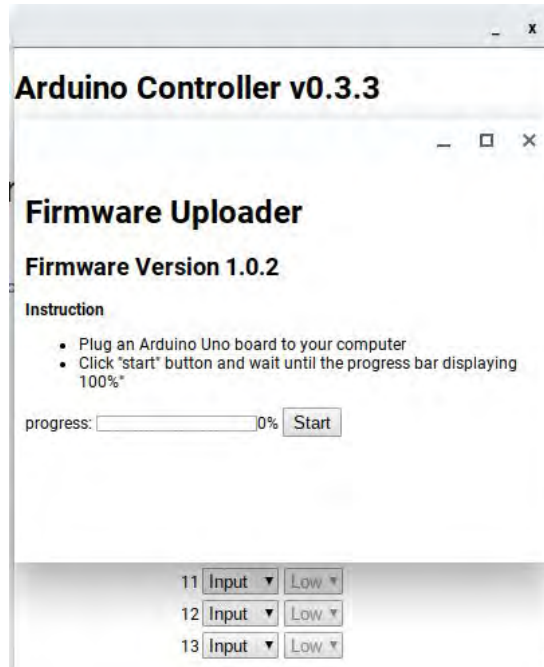 _ x
Arduino Controller v0.3.3
Firmware Uploader
Firmware Version 1.0.2
Instruction
• Plug an Arduino Uno board to your computer
• Click "start" button and wait until the progress bar displaying
100%"
progress: 0% Start
11 Input Low
12 Input Low
13 Input Low